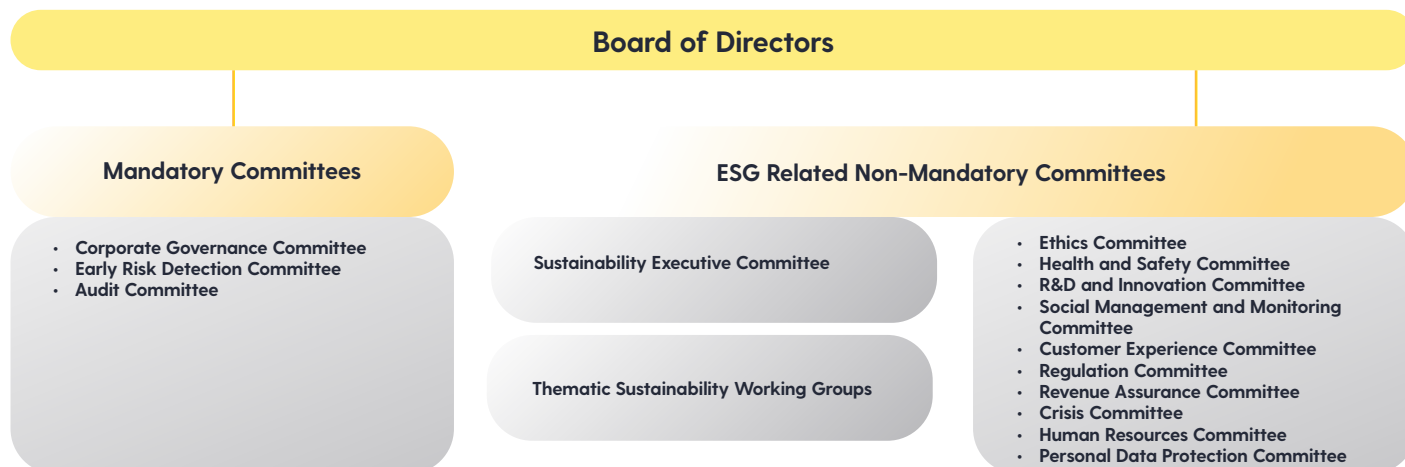 Board of Directors
Mandatory Committees
• Corporate Governance Committee
• Early Risk Detection Committee
• Audit Committee
ESG Related Non-Mandatory Committees
Sustainability Executive Committee
Thematic Sustainability Working Groups
• Ethics Committee
• Health and Safety Committee
• R&D and Innovation Committee
• Social Management and Monitoring
Committee
• Customer Experience Committee
• Regulation Committee
• Revenue Assurance Committee
• Crisis Committee
• Human Resources Committee
• Personal Data Protection Committee